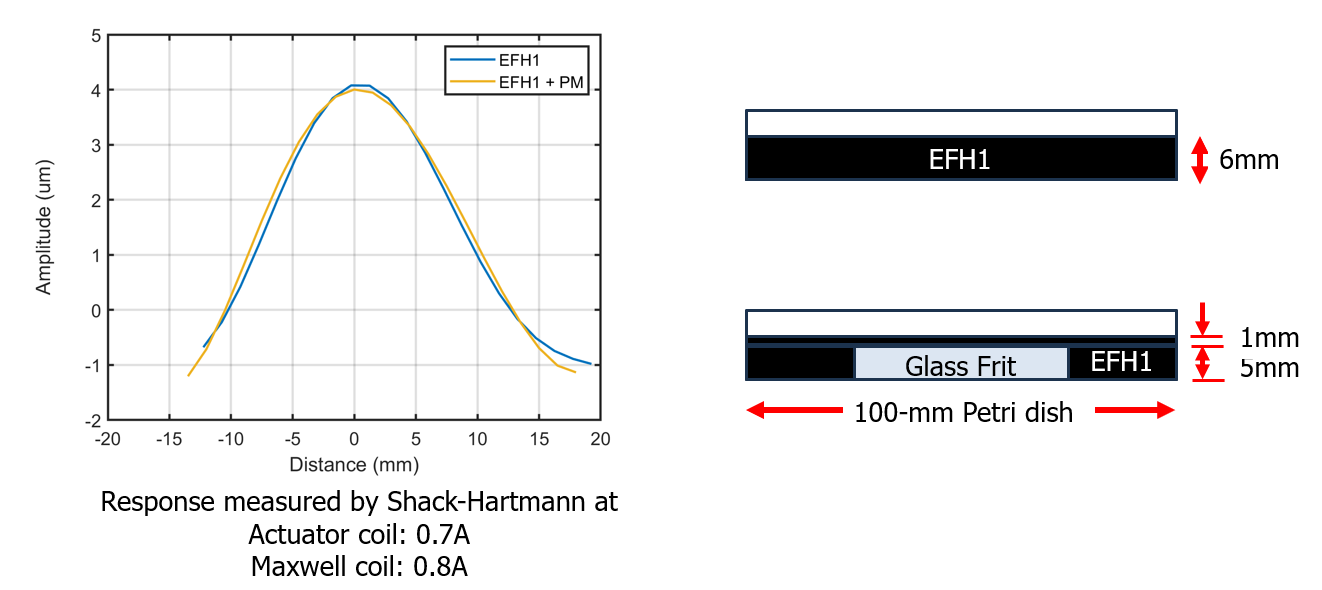 5
4
3
2
1
0
-1
-2
-20
-15
-10
-5
0
5
10
15
20
Amplitude (um)
Distance (mm)
EFH1
EFH1 + PM
Response measured by Shack-Hartmann at
Actuator coil: 0.7A
Maxwell coil: 0.8A
EFH1
6mm
1mm
Glass Frit
EFH1
5mm
100-mm Petri dish